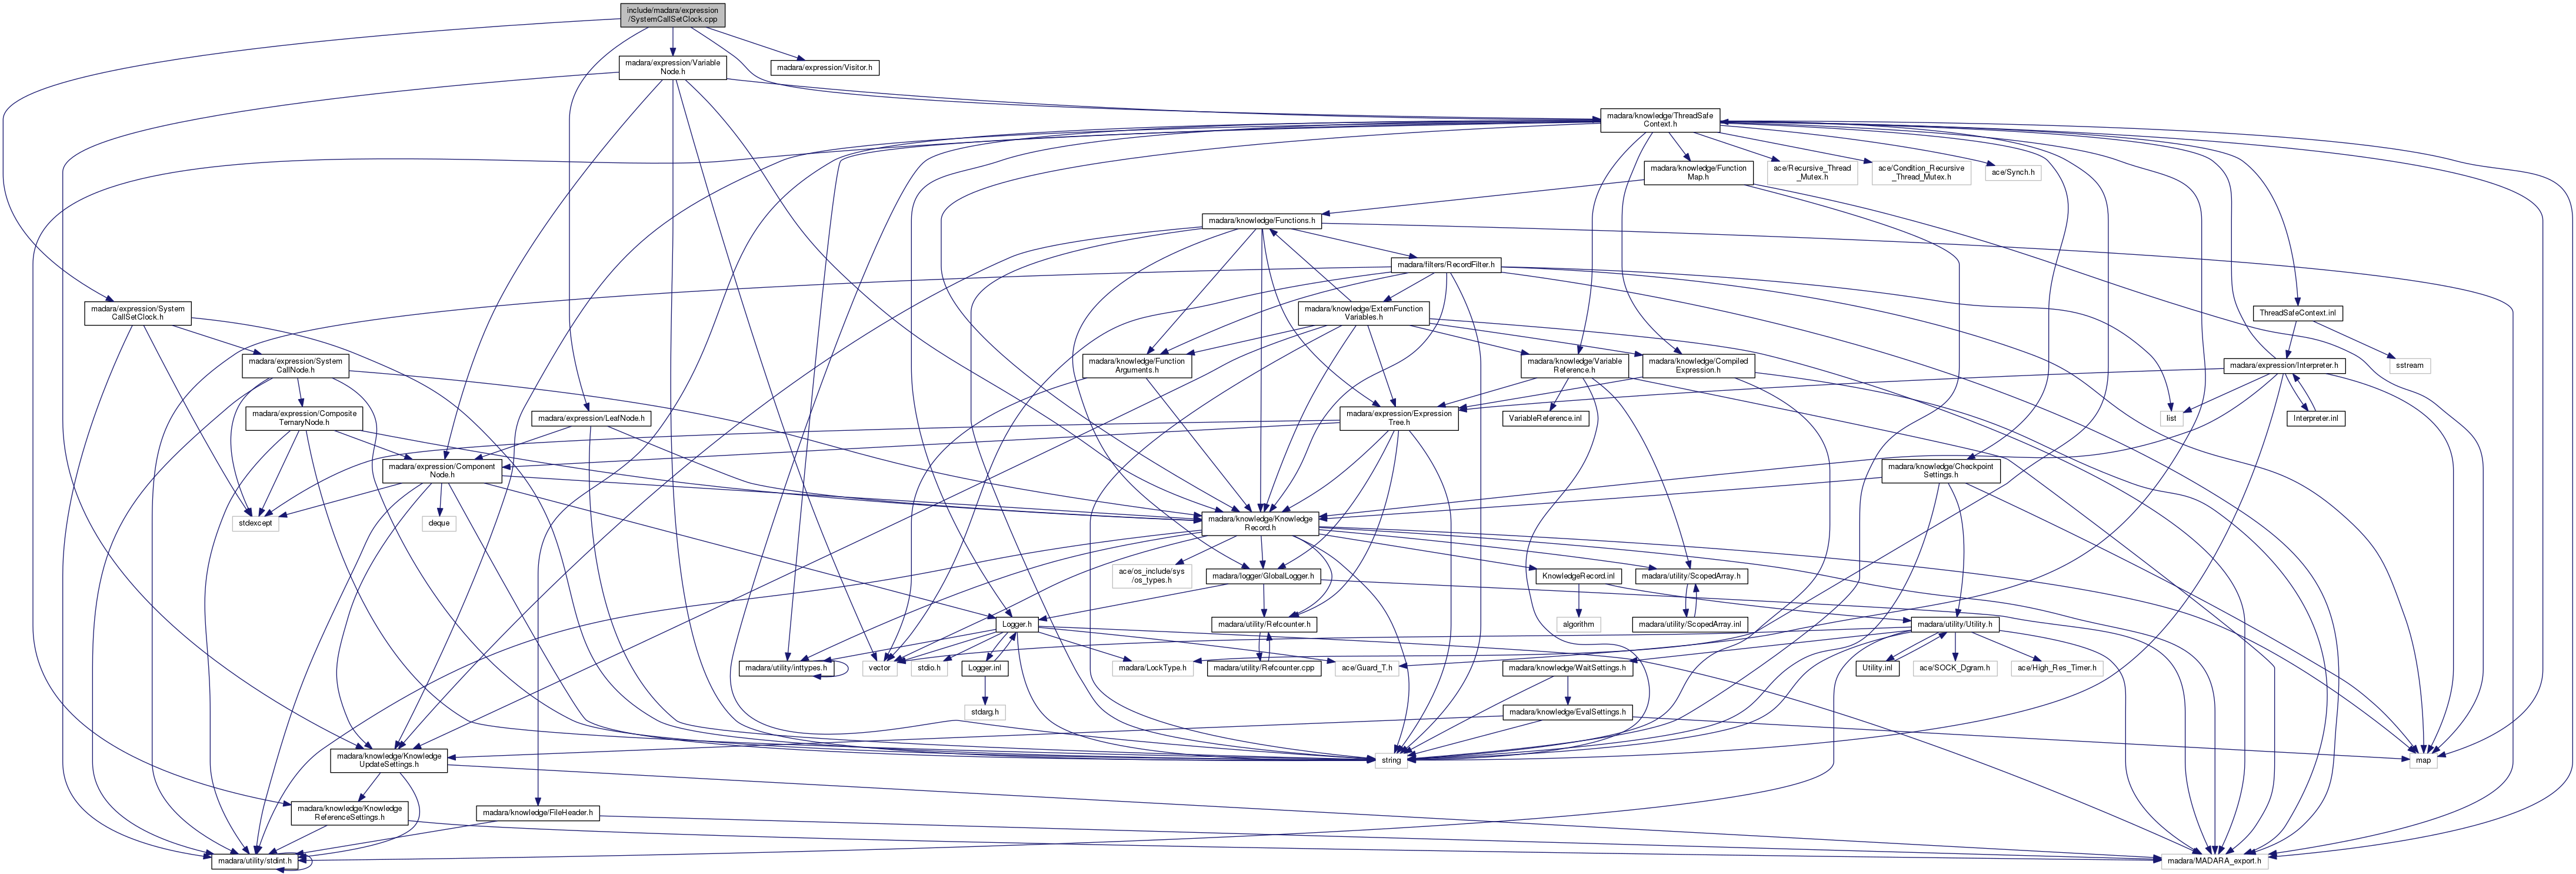 include/madara/expression
/SystemCallSetClock.cpp
madara/expression/Variable
Node.h
madara/expression/Visitor.h
madara/knowledge/ThreadSafe
Context.h
madara/knowledge/Function
Map.h
ace/Recursive_Thread
_Mutex.h
ace/Condition_Recursive
_Thread_Mutex.h
ace/Synch.h
madara/knowledge/Functions.h
madara/filters/RecordFilter.h
madara/expression/System
CallSetClock.h
madara/knowledge/ExternFunction
Variables.h
ThreadSafeContext.inl
madara/expression/System
CallNode.h
madara/knowledge/Function
Arguments.h
madara/knowledge/Variable
Reference.h
madara/knowledge/Compiled
Expression.h
madara/expression/Interpreter.h
sstream
madara/expression/Composite
TernaryNode.h
madara/expression/LeafNode.h
madara/expression/Expression
Tree.h
VariableReference.inl
list
Interpreter.inl
madara/expression/Component
Node.h
madara/knowledge/Checkpoint
Settings.h
stdexcept
deque
madara/knowledge/Knowledge
Record.h
ace/os_include/sys
/os_types.h
madara/logger/GlobalLogger.h
KnowledgeRecord.inl
madara/utility/ScopedArray.h
Logger.h
madara/utility/Refcounter.h
algorithm
madara/utility/ScopedArray.inl
madara/utility/Utility.h
madara/utility/inttypes.h
vector
stdio.h
Logger.inl
madara/LockType.h
madara/utility/Refcounter.cpp
ace/Guard_T.h
madara/knowledge/WaitSettings.h
Utility.inl
ace/SOCK_Dgram.h
ace/High_Res_Timer.h
stdarg.h
madara/knowledge/EvalSettings.h
madara/knowledge/Knowledge
UpdateSettings.h
string
map
madara/knowledge/Knowledge
ReferenceSettings.h
madara/knowledge/FileHeader.h
madara/utility/stdint.h
madara/MADARA_export.h